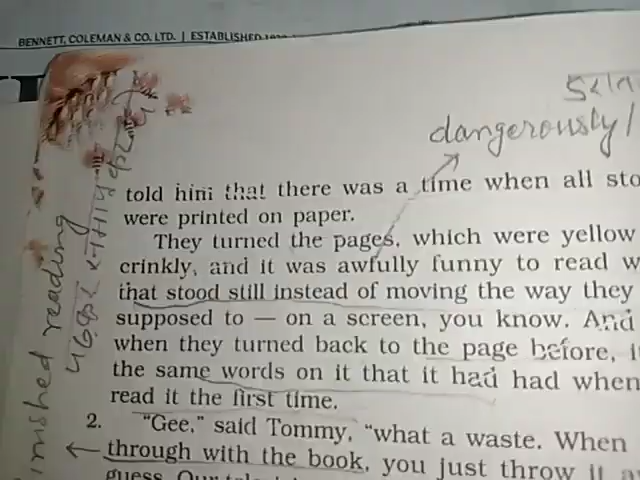 BENNETT, COLEMAN & CO. LTD. | ESTABLISHED
dangerously
told him that there was a time when all
were printed on paper.
They turned the pages, which were yellow
crinkly, and it was awfully funny to read
that stood still instead of moving the way they
supposed to — on a screen, you know. And
when they turned back to the page before,
the same words on it that it had had when
read it the first time.
2. "Gee," said Tommy, "what a waste. When
through with the book, you just throw it
guess. Our
reading